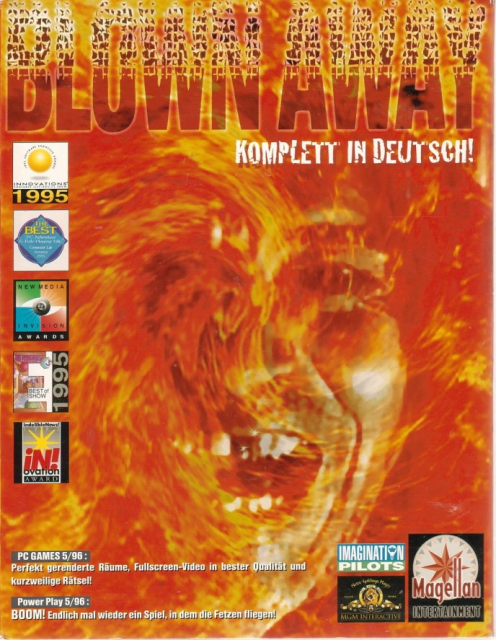 BLOWN AWAY
KOMPLETT IN DEUTSCH!
INNOVATIONS
1995
THE
BEST
NEW MEDIA
INVISION
AWARDS
1995
BEST of
SHOW
iN!
ovation
AWARD
PC GAMES 5/96 :
Perfekt gerenderte Räume, Fullscreen-Video in bester Qualität und
kurzweilige Rätsel!
Power Play 5/96 :
BOOM! Endlich mal wieder ein Spiel, in dem die Fetzen fliegen!
IMAGINATION
PILOTS
MGM INTERACTIVE
Magellan
ENTERTAINMENT